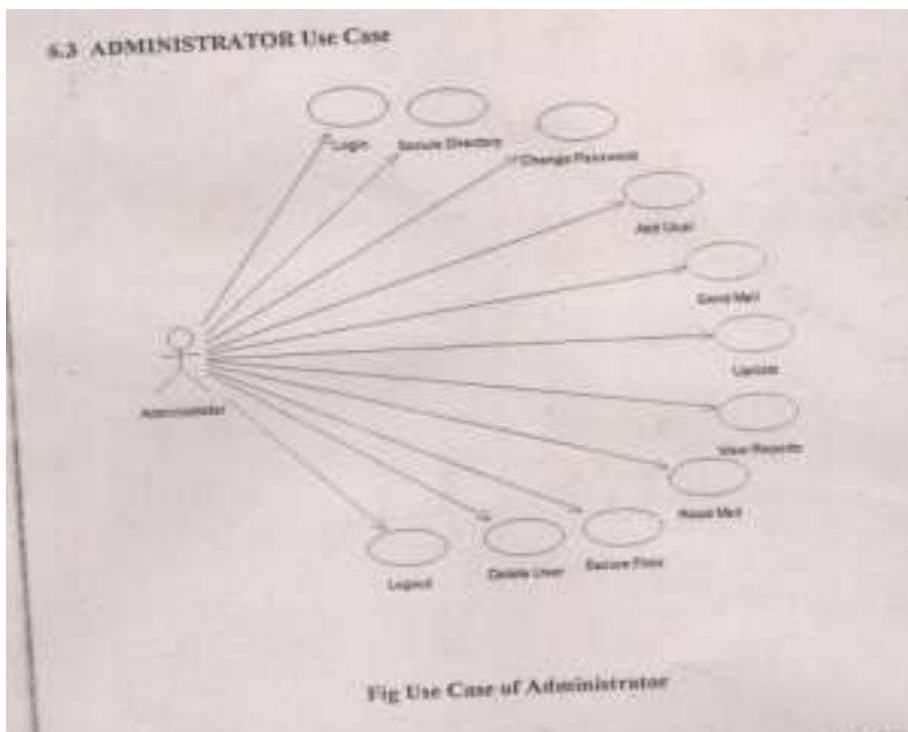 6.3 ADMINISTRATOR Use Case
Login
Secure Directory
Change Password
Add User
Send Mail
Update
View Reports
Read Mail
Secure Files
Delete User
Logout
Administrator
Fig Use Case of Administrator